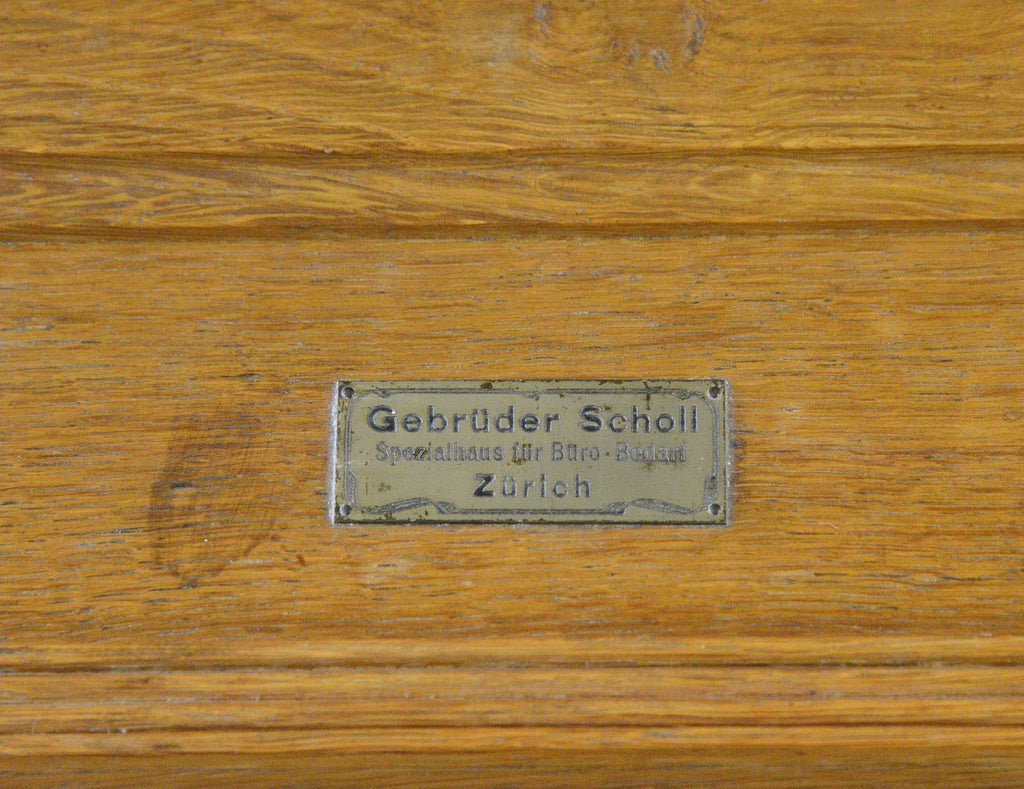 Gebrüder Scholl
Spezialhaus für Büro-Bedarf
Zürich